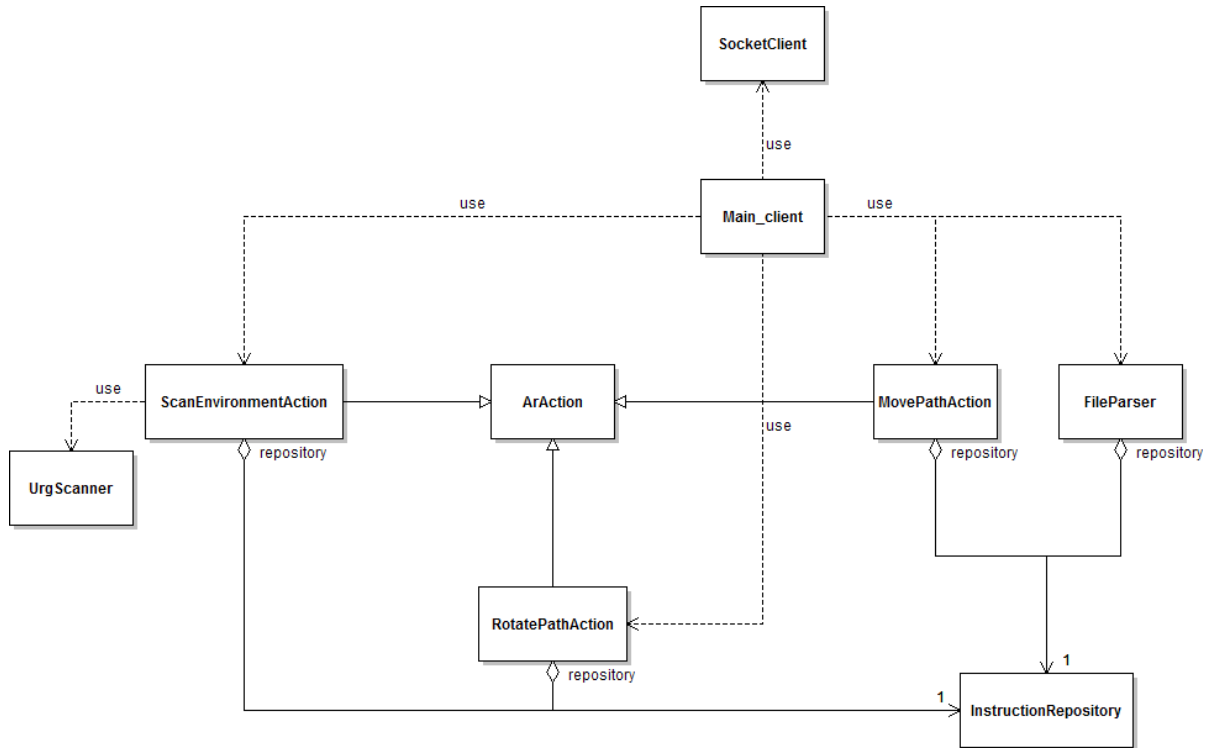 SocketClient
use
Main_client
use
use
ScanEnvironmentAction
ArAction
MovePathAction
FileParser
use
use
repository
repository
repository
UrgScanner
RotatePathAction
repository
1
1
InstructionRepository